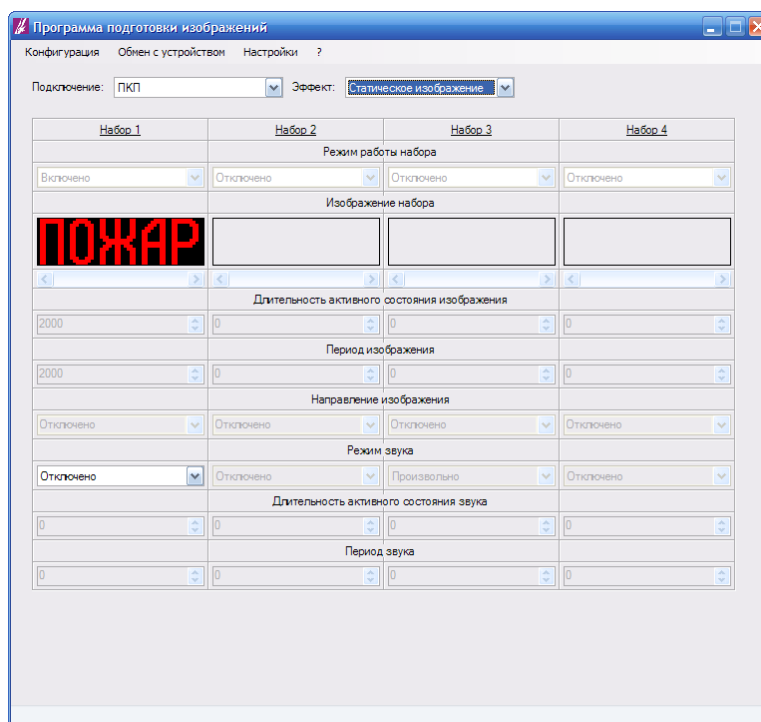 Программа подготовки изображений
Конфигурация Обмен с устройством Настройки ?
Подключение: ПКП Эффект: Статическое изображение
Набор 1 Набор 2 Набор 3 Набор 4
Режим работы набора
Включено Отключено Отключено Отключено
Изображение набора
ПОЖАР
Длительность активного состояния изображения
2000 0 0 0
Период изображения
2000 0 0 0
Направление изображения
Отключено Отключено Отключено Отключено
Режим звука
Отключено Отключено Произвольно Отключено
Длительность активного состояния звука
0 0 0 0
Период звука
0 0 0 0